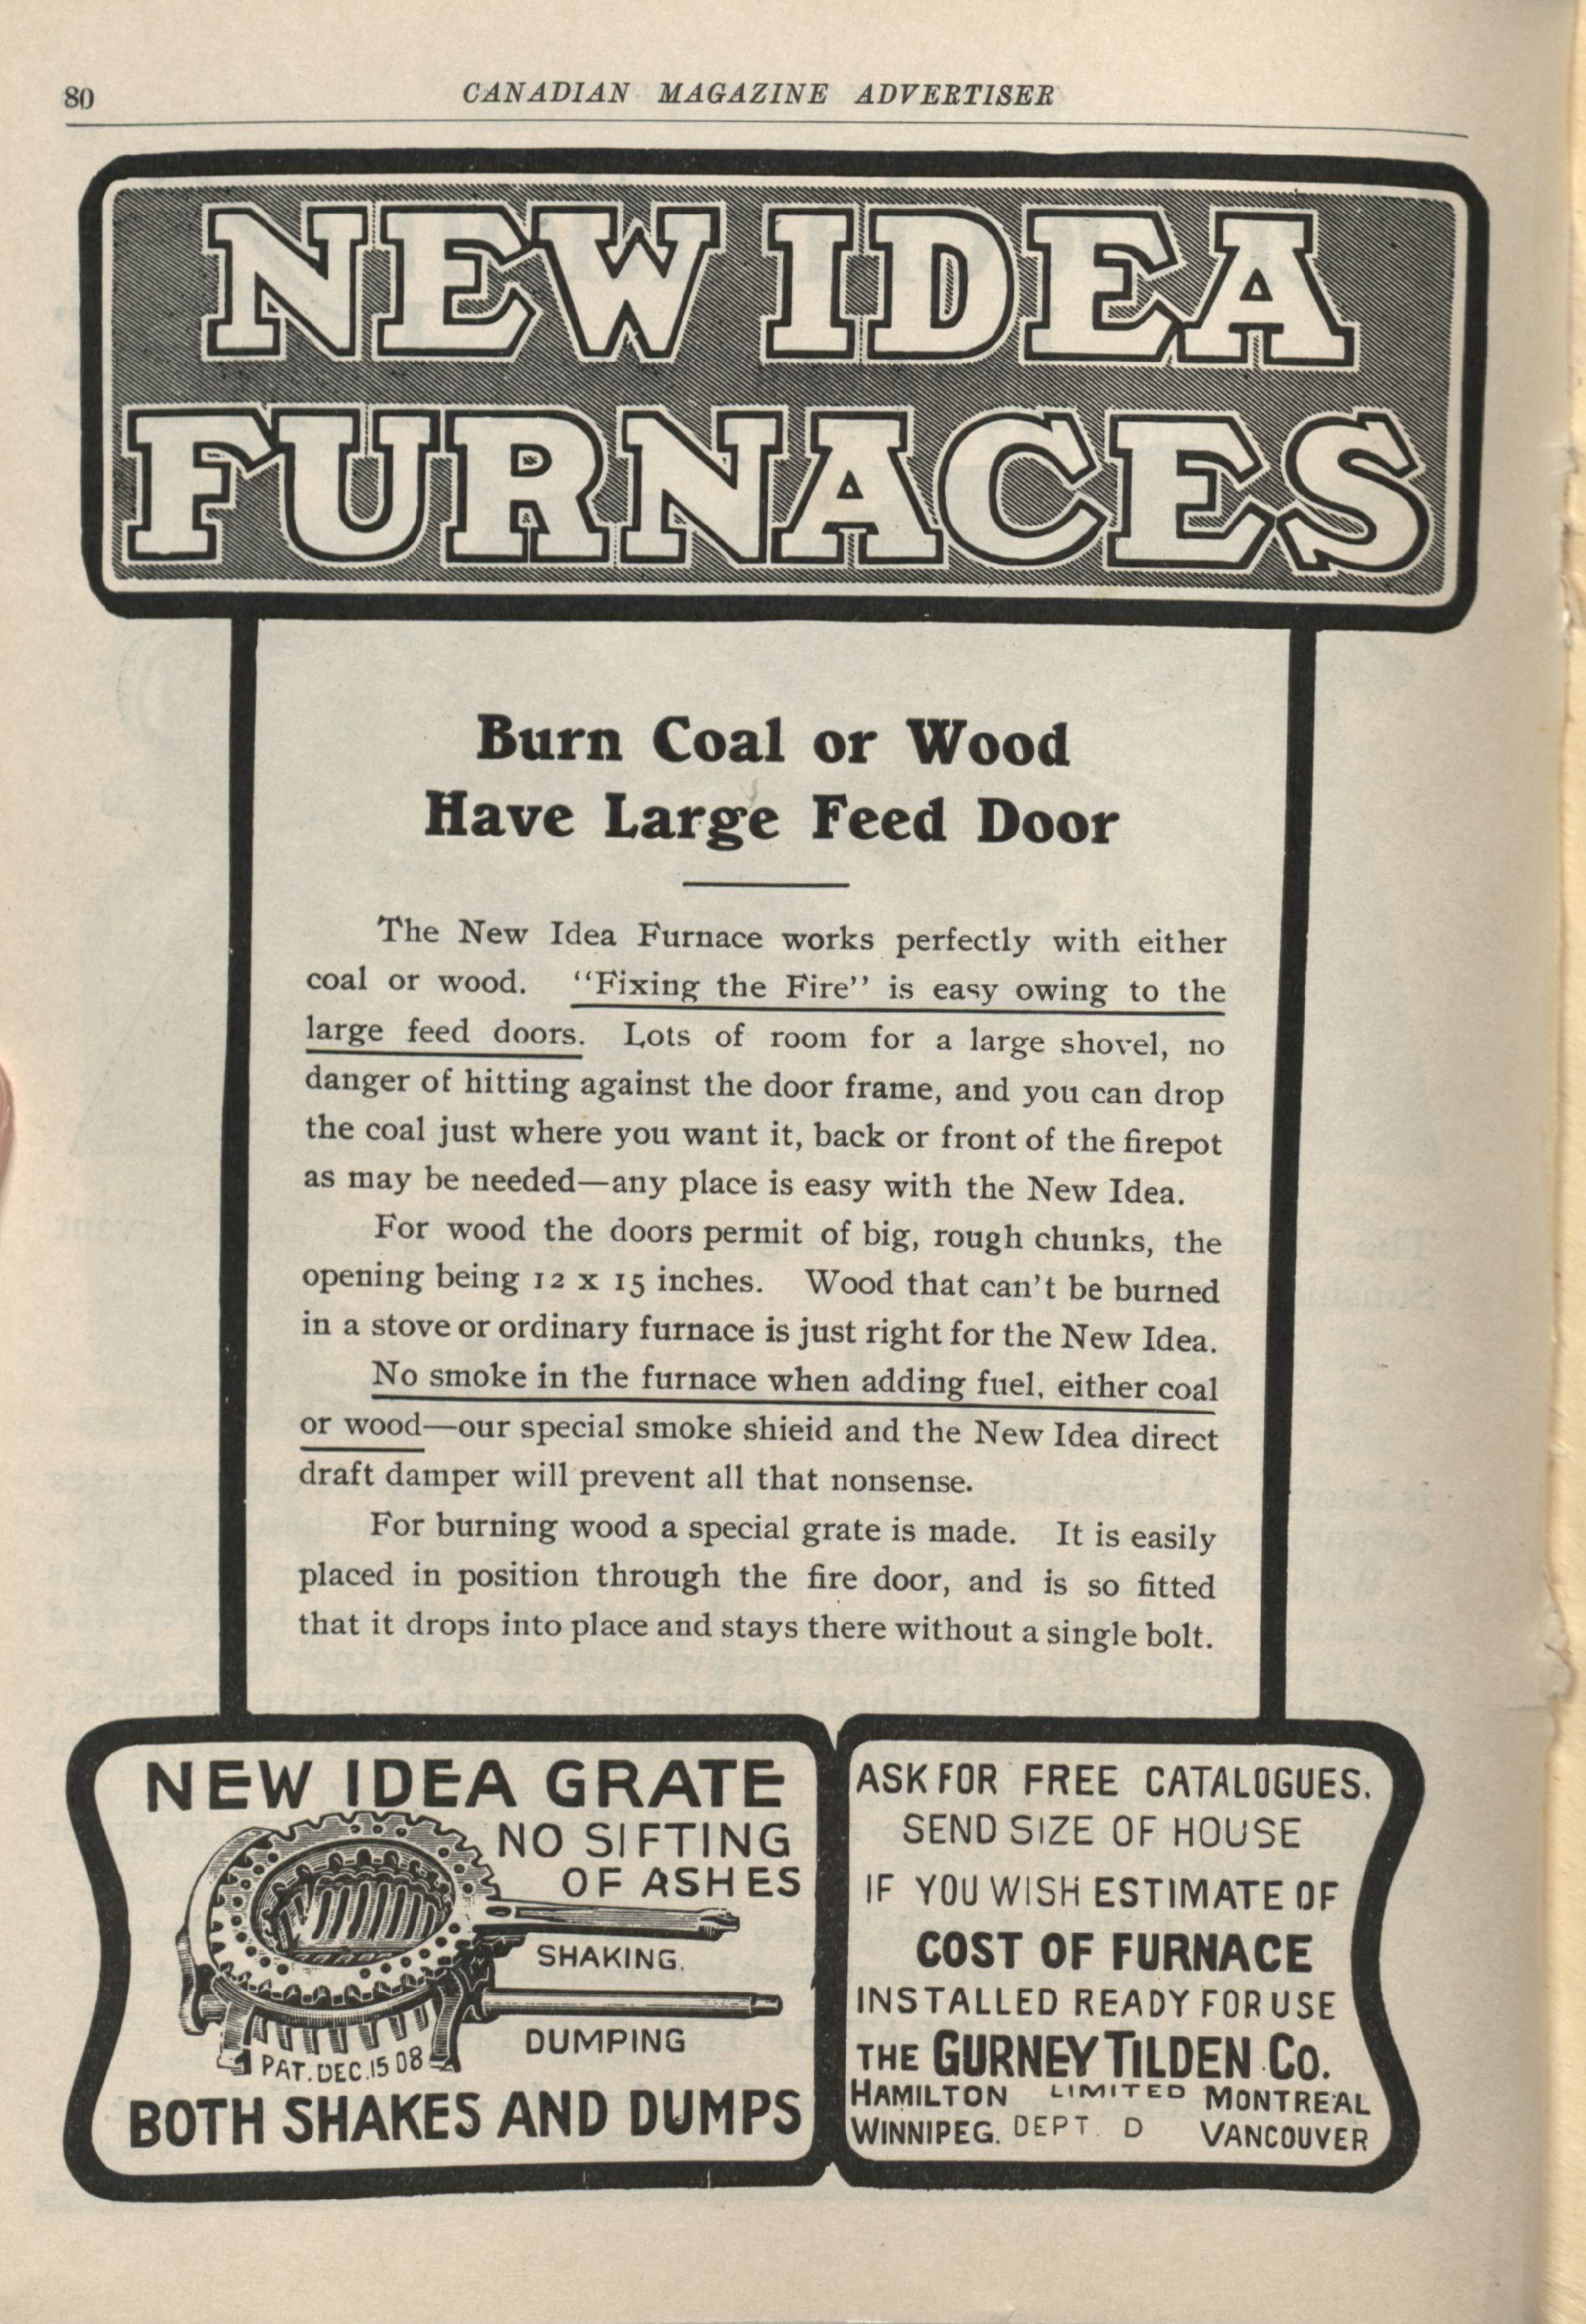 80
CANADIAN MAGAZINE ADVERTISER
NEW IDEA
FURNACES
Burn Coal or Wood
Have Large Feed Door
The New Idea Furnace works perfectly with either
coal or wood. "Fixing the Fire" is easy owing to the
large feed doors. Lots of room for a large shovel, no
danger of hitting against the door frame, and you can drop
the coal just where you want it, back or front of the firepot
as may be needed—any place is easy with the New Idea.
For wood the doors permit of big, rough chunks, the
opening being 12 x 15 inches. Wood that can't be burned
in a stove or ordinary furnace is just right for the New Idea.
No smoke in the furnace when adding fuel, either coal
or wood—our special smoke shieid and the New Idea direct
draft damper will prevent all that nonsense.
For burning wood a special grate is made. It is easily
placed in position through the fire door, and is so fitted
that it drops into place and stays there without a single bolt.
NEW IDEA GRATE
NO SIFTING
OF ASHES
SHAKING.
DUMPING
PAT. DEC. 15 08
BOTH SHAKES AND DUMPS
ASK FOR FREE CATALOGUES.
SEND SIZE OF HOUSE
IF YOU WISH ESTIMATE OF
COST OF FURNACE
INSTALLED READY FOR USE
THE GURNEY TILDEN CO.
HAMILTON LIMITED MONTREAL
WINNIPEG. DEPT. D VANCOUVER